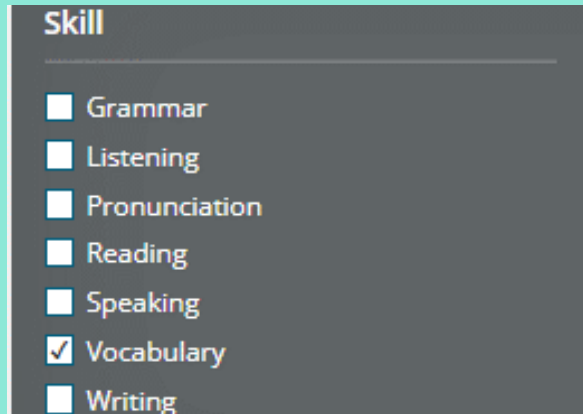 Skill
Grammar
Listening
Pronunciation
Reading
Speaking
Vocabulary
Writing